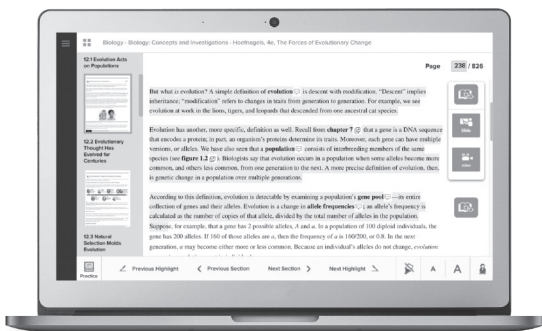 Biology - Biology: Concepts and Investigations - Hoefnagels, 4e, The Forces of Evolutionary Change
12.1 Evolution Acts
on Populations
12.2 Evolutionary
Thought Has
Evolved for
Centuries
12.3 Natural
Selection Molds
Evolution
Page 238 / 826
But what is evolution? A simple definition of evolution is descent with modification. "Descent" implies
inheritance; "modification" refers to changes in traits from generation to generation. For example, we see
evolution at work in the lions, tigers, and leopards that descended from one ancestral cat species.
Evolution has another, more specific, definition as well. Recall from chapter 7 that a gene is a DNA sequence
that encodes a protein; in part, an organism's proteins determine its traits. Moreover, each gene can have multiple
versions, or alleles. We have also seen that a population consists of interbreeding members of the same
species (see figure 1.2). Biologists say that evolution occurs in a population when some alleles become more
common, and others less common, from one generation to the next. A more precise definition of evolution, then,
is genetic change in a population over multiple generations.
According to this definition, evolution is detectable by examining a population's gene pool—its entire
collection of genes and their alleles. Evolution is a change in allele frequencies; an allele's frequency is
calculated as the number of copies of that allele, divided by the total number of alleles in the population.
Suppose, for example, that a gene has 2 possible alleles, A and a. In a population of 100 diploid individuals, the
gene has 200 alleles. If 160 of those alleles are a, then the frequency of a is 160/200, or 0.8. In the next
generation, a may become either more or less common. Because an individual's alleles do not change, evolution
Slide
Practice
Previous Highlight
Previous Section
Next Section
Next Highlight
A
A